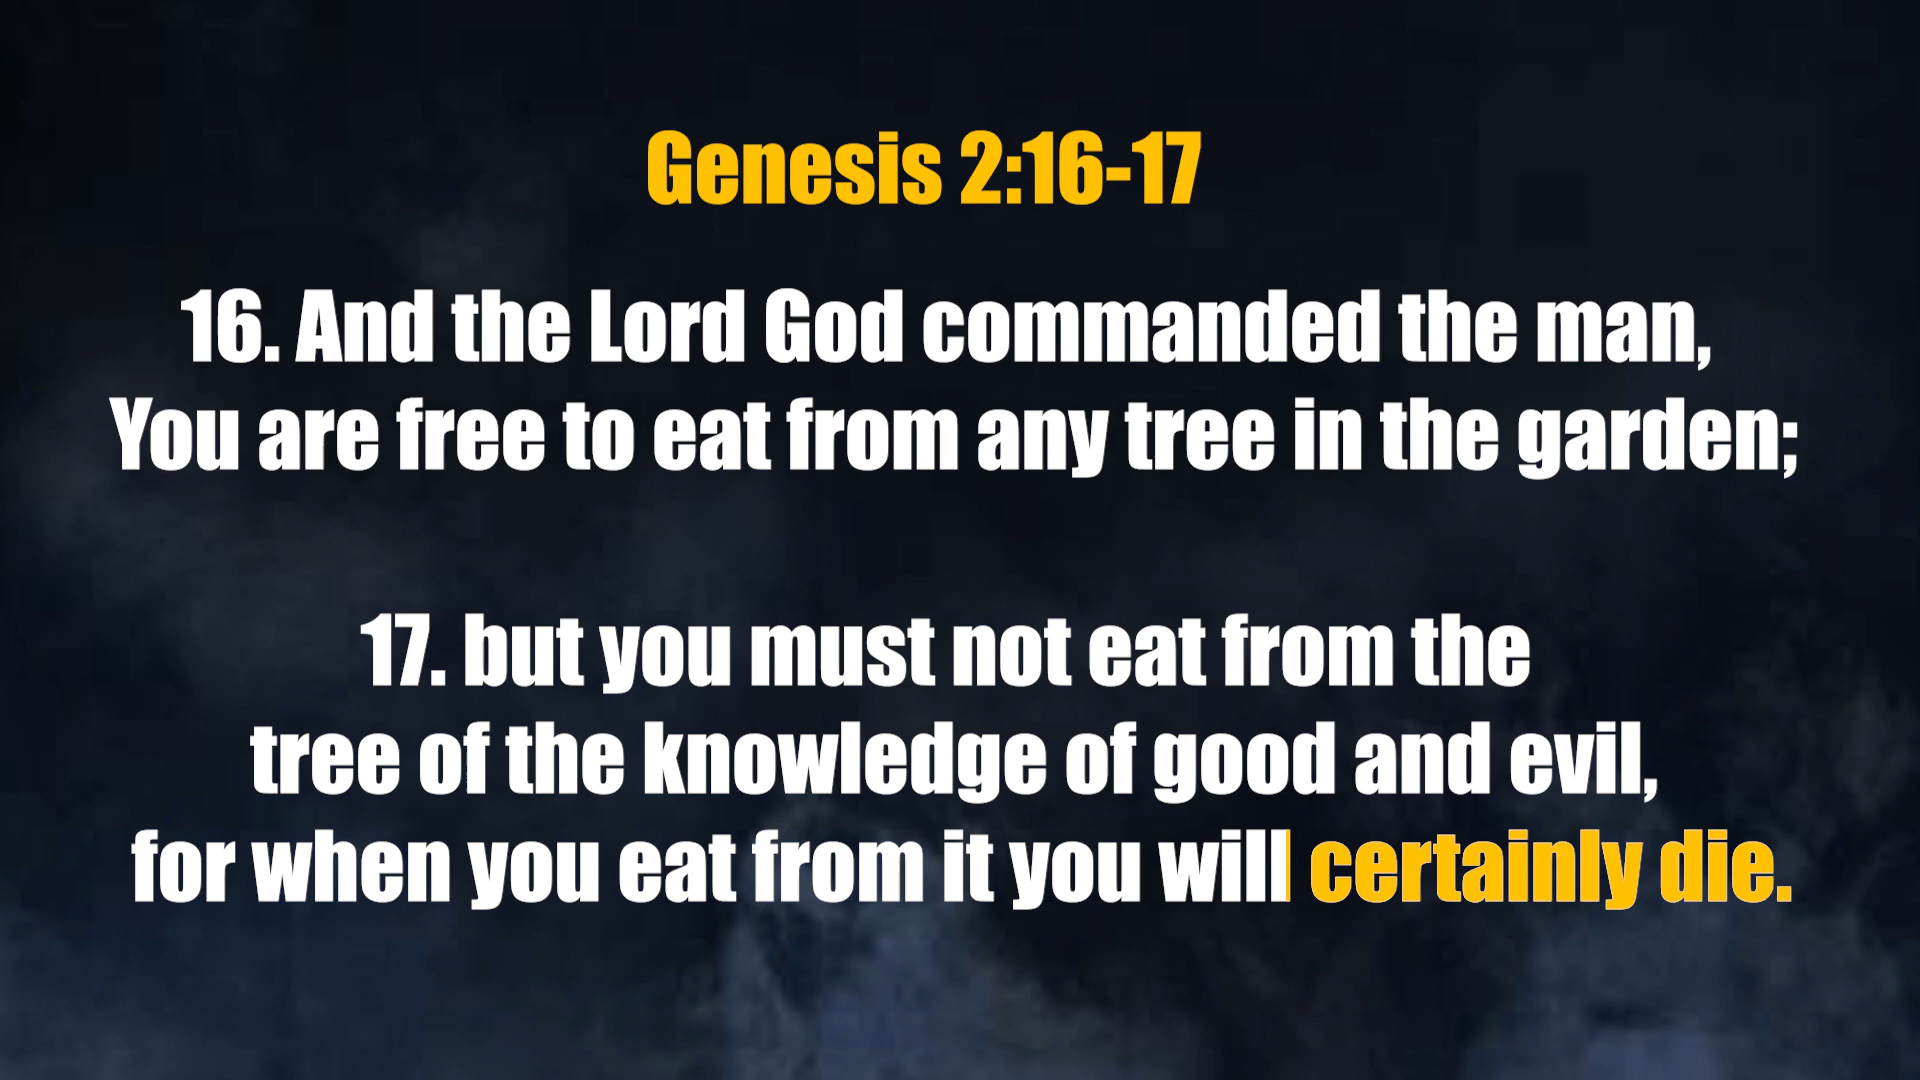 Genesis 2:16-17
16. And the Lord God commanded the man,
You are free to eat from any tree in the garden;
17. but you must not eat from the
tree of the knowledge of good and evil,
for when you eat from it you will certainly die.